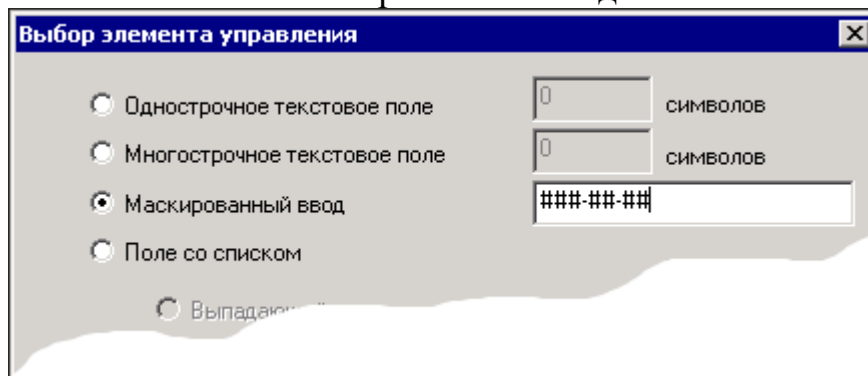 Выбор элемента управления
Однострочное текстовое поле 0 символов
Многострочное текстовое поле 0 символов
Маскированный ввод ###-##-##
Поле со списком